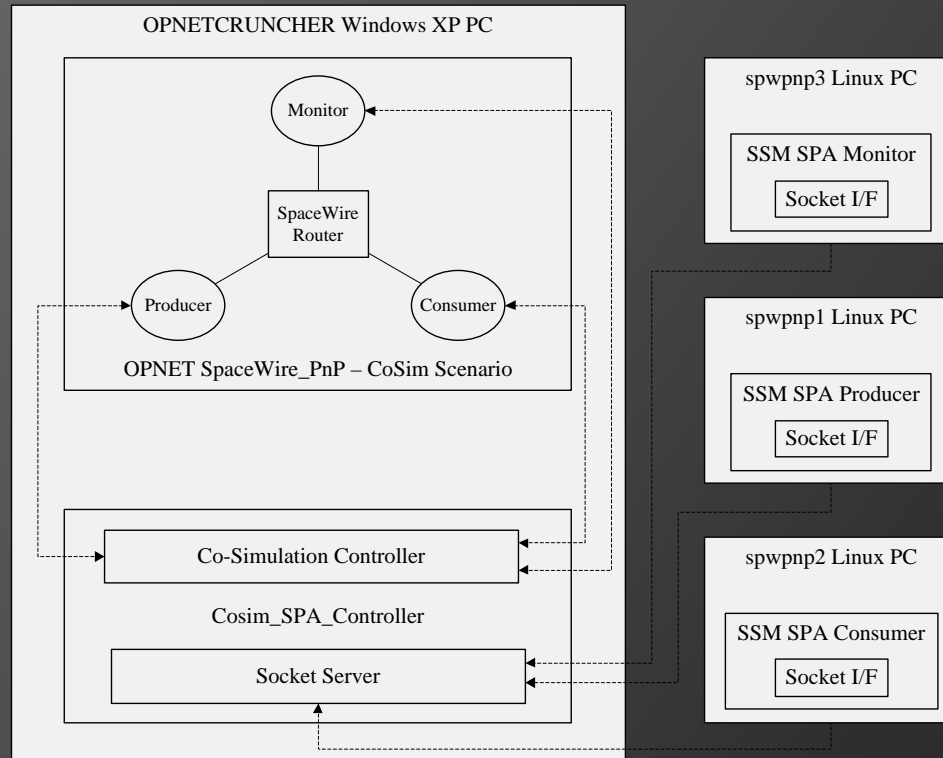 OPNETCRUNCHER Windows XP PC
Monitor
SpaceWire
Router
Producer
Consumer
OPNET SpaceWire_PnP – CoSim Scenario
Co-Simulation Controller
Cosim_SPA_Controller
Socket Server
spwpnp3 Linux PC
SSM SPA Monitor
Socket I/F
spwpnp1 Linux PC
SSM SPA Producer
Socket I/F
spwpnp2 Linux PC
SSM SPA Consumer
Socket I/F